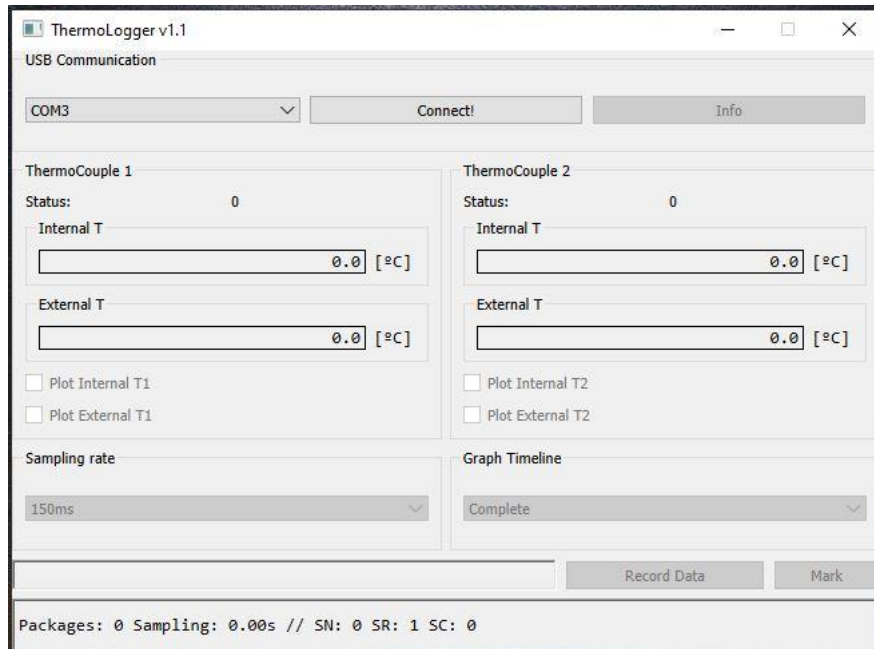 ThermoLogger v1.1
USB Communication
COM3 Connect! Info
ThermoCouple 1
Status: 0
Internal T
0.0 [ºC]
External T
0.0 [ºC]
Plot Internal T1
Plot External T1
ThermoCouple 2
Status: 0
Internal T
0.0 [ºC]
External T
0.0 [ºC]
Plot Internal T2
Plot External T2
Sampling rate
150ms
Graph Timeline
Complete
Record Data Mark
Packages: 0 Sampling: 0.00s // SN: 0 SR: 1 SC: 0